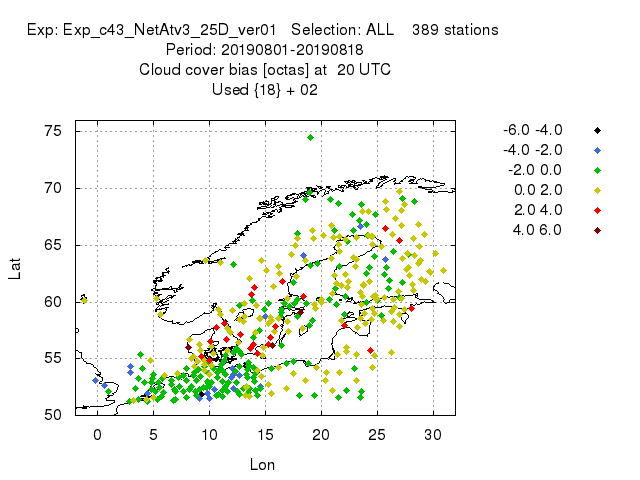 Exp: Exp_c43_NetAtv3_25D_ver01   Selection: ALL    389 stations
Period: 20190801-20190818
Cloud cover bias [octas] at  20 UTC
Used {18} + 02
-6.0 -4.0
-4.0 -2.0
-2.0 0.0
0.0 2.0
2.0 4.0
4.0 6.0
75
70
65
60
55
50
Lat
0 5 10 15 20 25 30
Lon